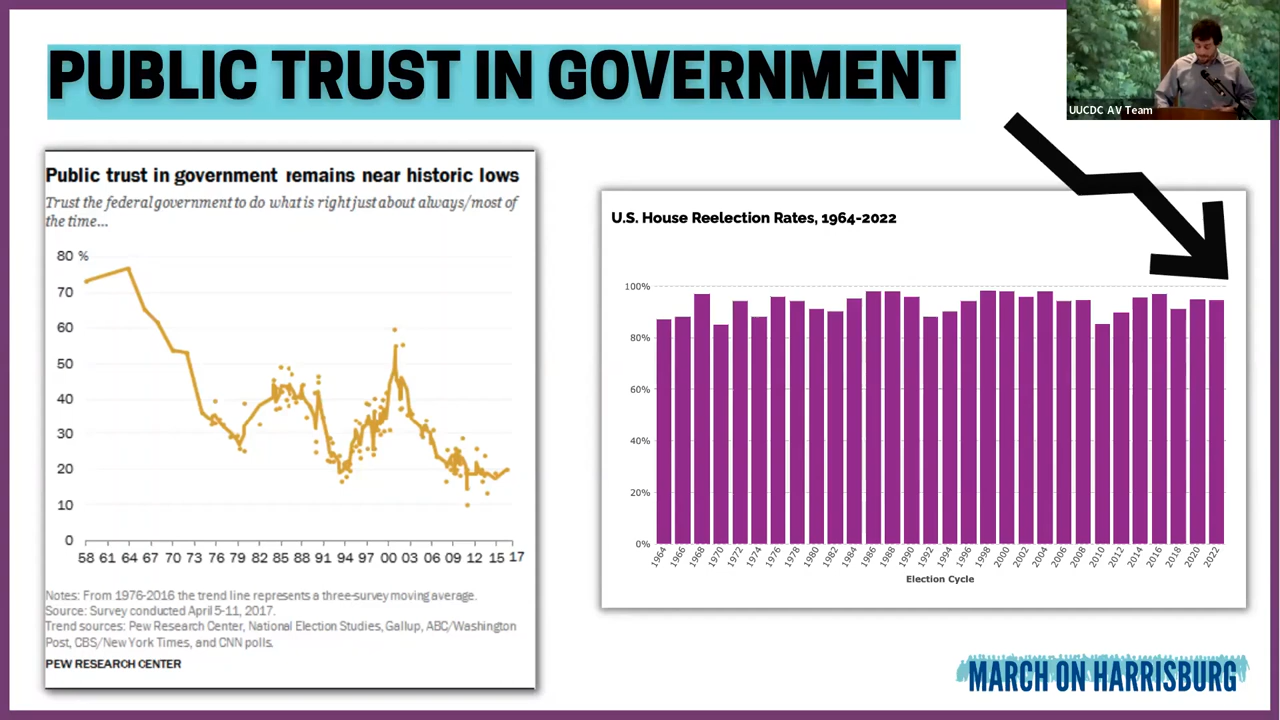 PUBLIC TRUST IN GOVERNMENT
UUCDC AV Team
Public trust in government remains near historic lows
Trust the federal government to do what is right just about always/most of
the time...
80 %
70
60
50
40
30
20
10
0
58 61 64 67 70 73 76 79 82 85 88 91 94 97 00 03 06 09 12 15 17
Notes: From 1976-2016 the trend line represents a three-survey moving average.
Source: Survey conducted April 5-11, 2017.
Trend sources: Pew Research Center, National Election Studies, Gallup, ABC/Washington
Post, CBS/New York Times, and CNN polls.
PEW RESEARCH CENTER
U.S. House Reelection Rates, 1964-2022
100%
80%
60%
40%
20%
0%
1964 1966 1968 1970 1972 1974 1976 1978 1980 1982 1984 1986 1988 1990 1992 1994 1996 1998 2000 2002 2004 2006 2008 2010 2012 2014 2016 2018 2020 2022
Election Cycle
MARCH ON HARRISBURG